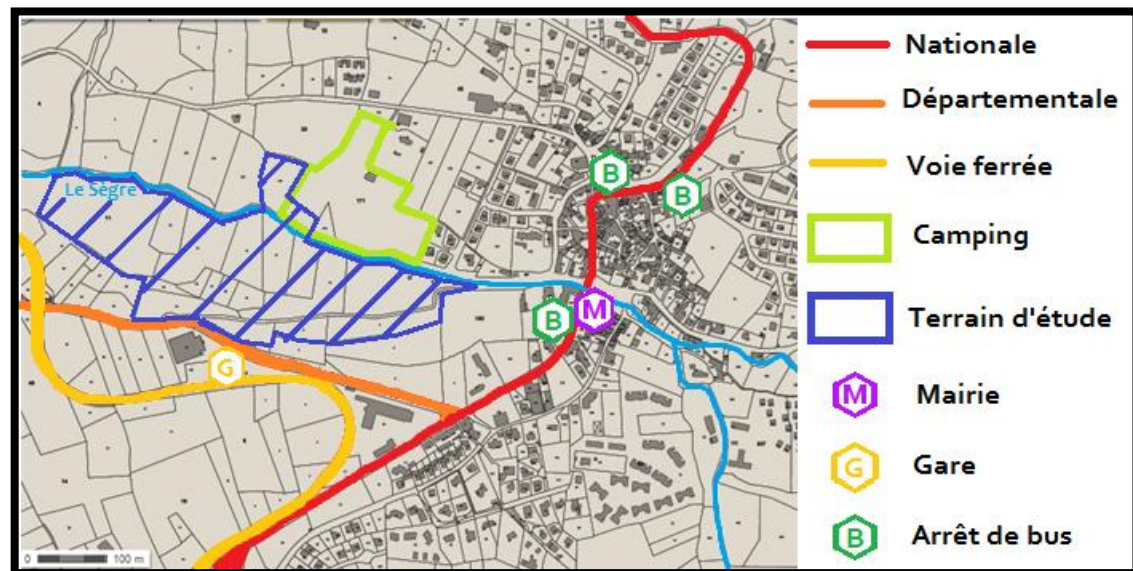 Nationale
Départementale
Voie ferrée
Camping
Terrain d'étude
M Mairie
G Gare
B Arrêt de bus
Le Sègre
B
B
B
M
G
0 100 m